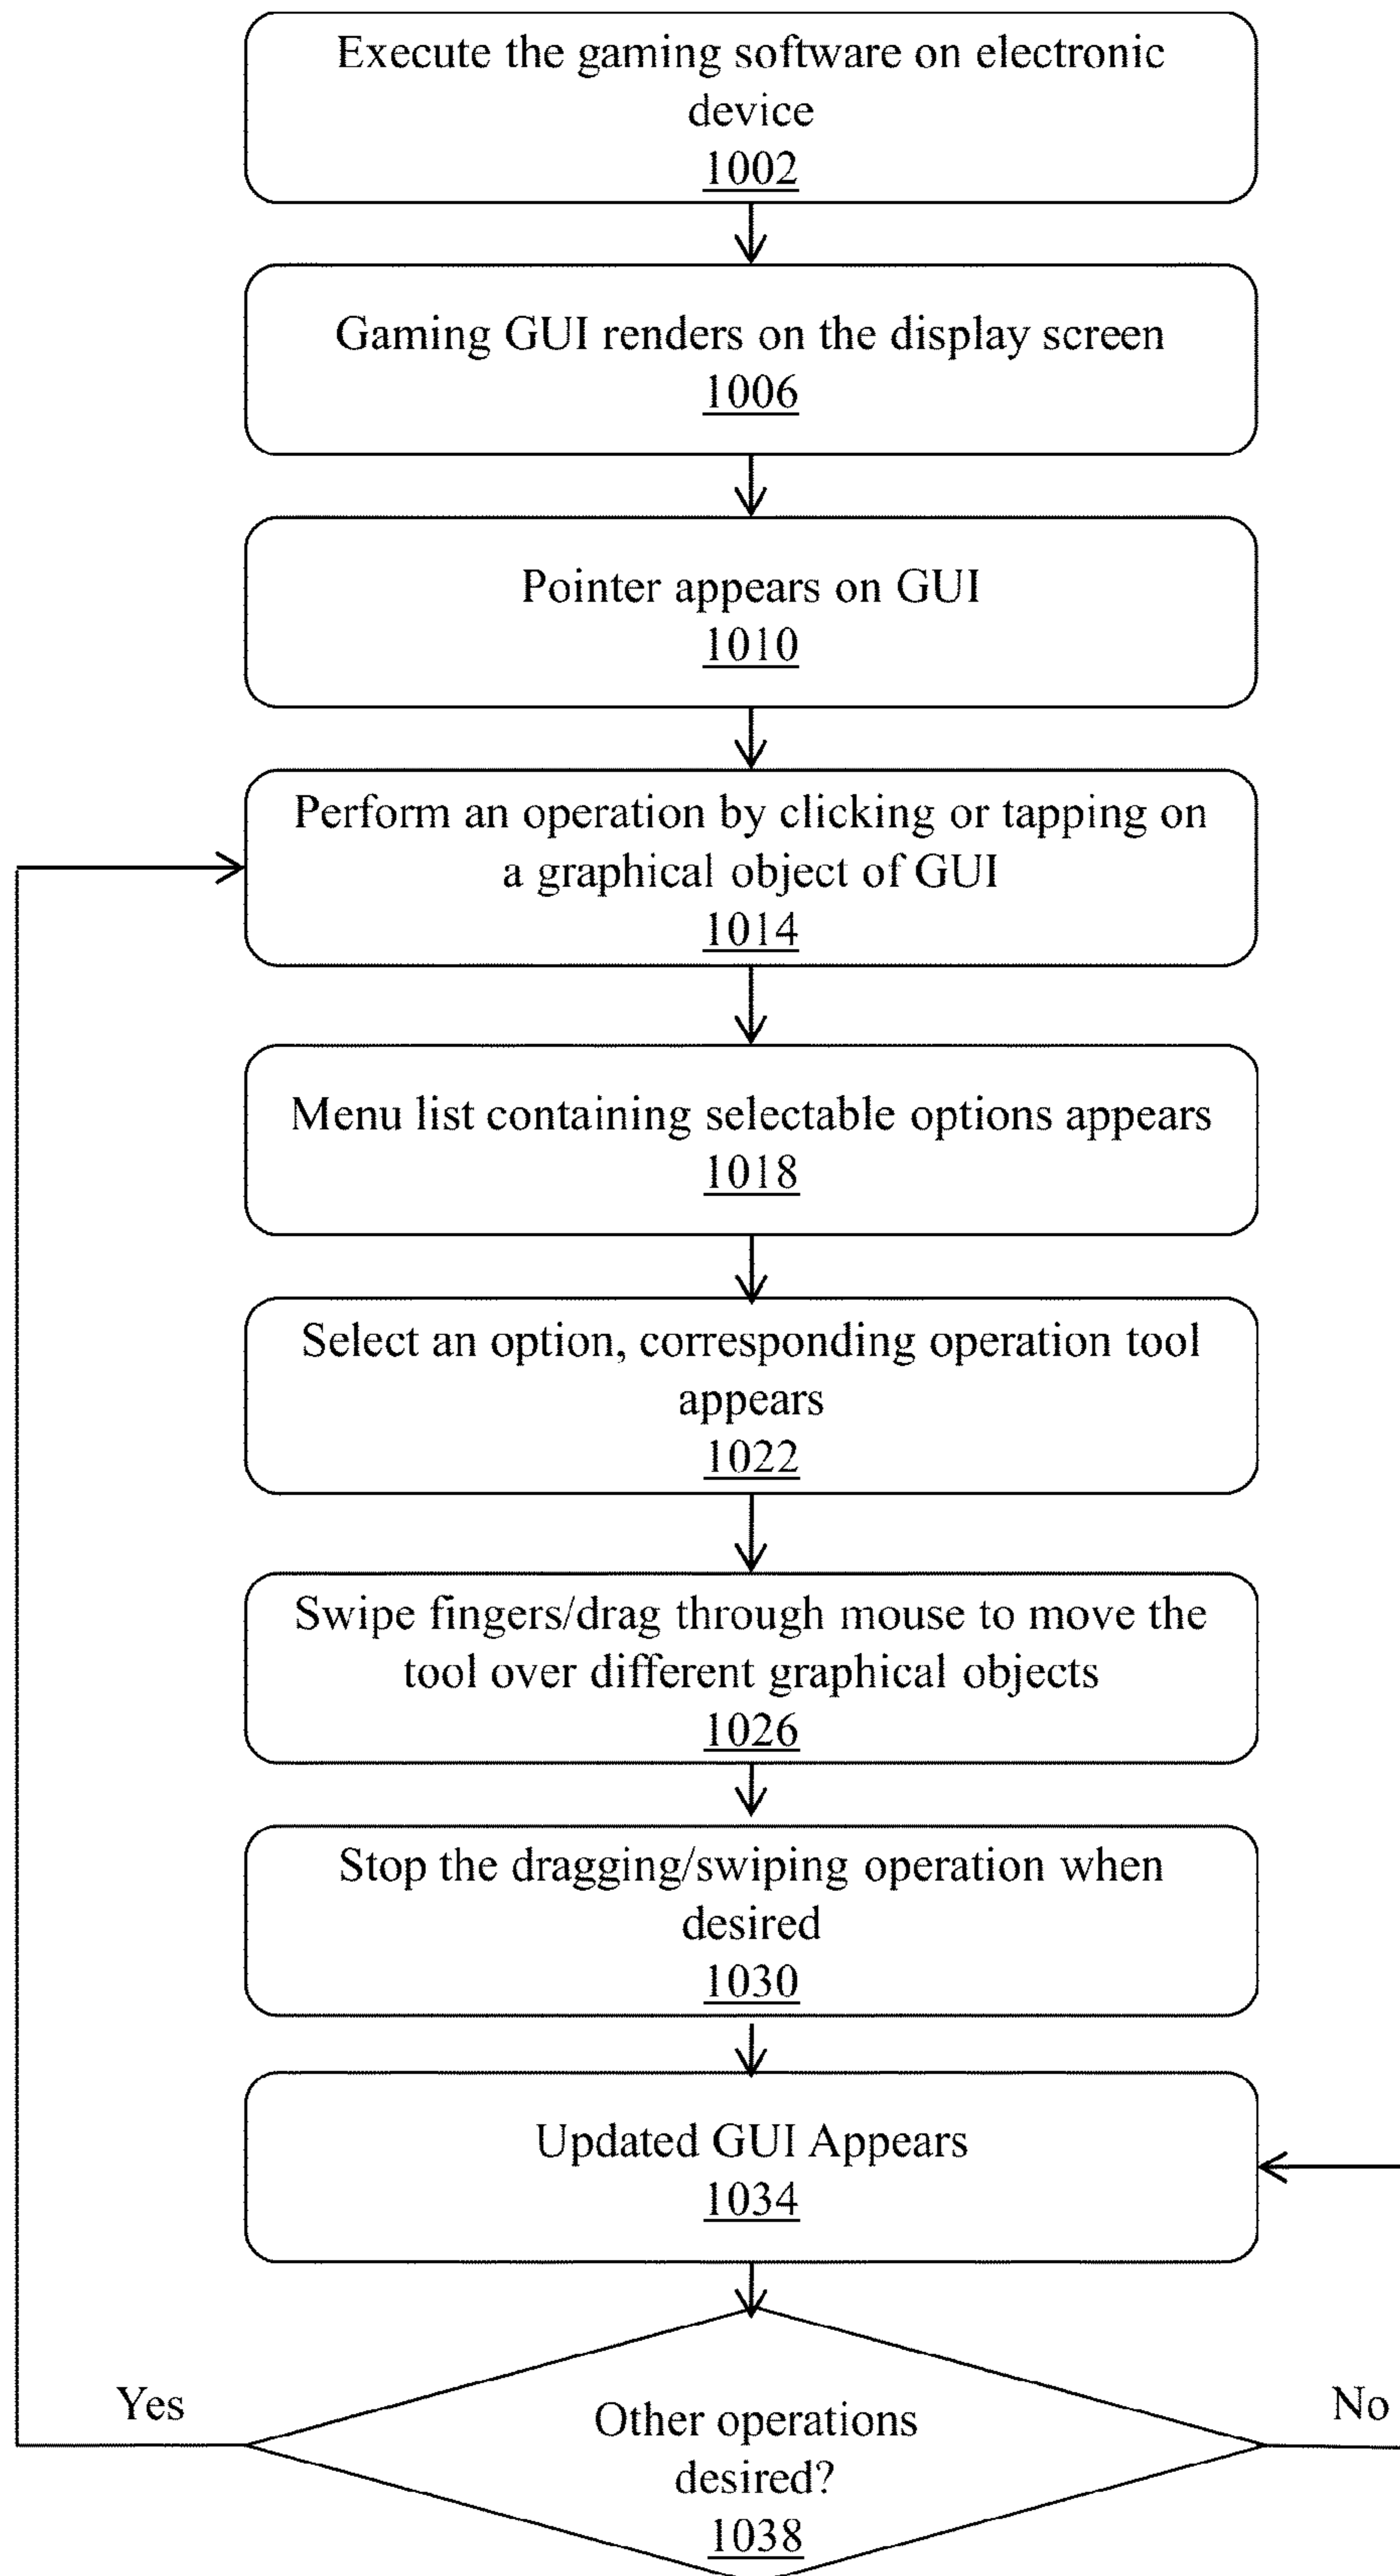 Execute the gaming software on electronic
device
1002
Gaming GUI renders on the display screen
1006
Pointer appears on GUI
1010
Perform an operation by clicking or tapping on
a graphical object of GUI
1014
Menu list containing selectable options appears
1018
Select an option, corresponding operation tool
appears
1022
Swipe fingers/drag through mouse to move the
tool over different graphical objects
1026
Stop the dragging/swiping operation when
desired
1030
Updated GUI Appears
1034
Yes
No
Other operations
desired?
1038